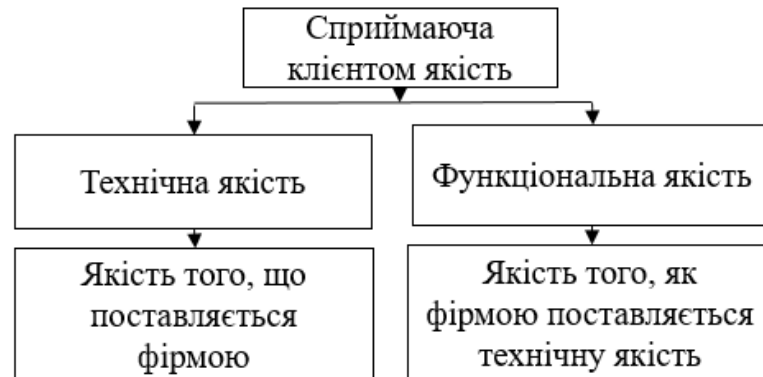 Сприймаюча
клієнтом якість
Технічна якість
Функціональна якість
Якість того, що
поставляється
фірмою
Якість того, як
фірмою поставляється
технічну якість